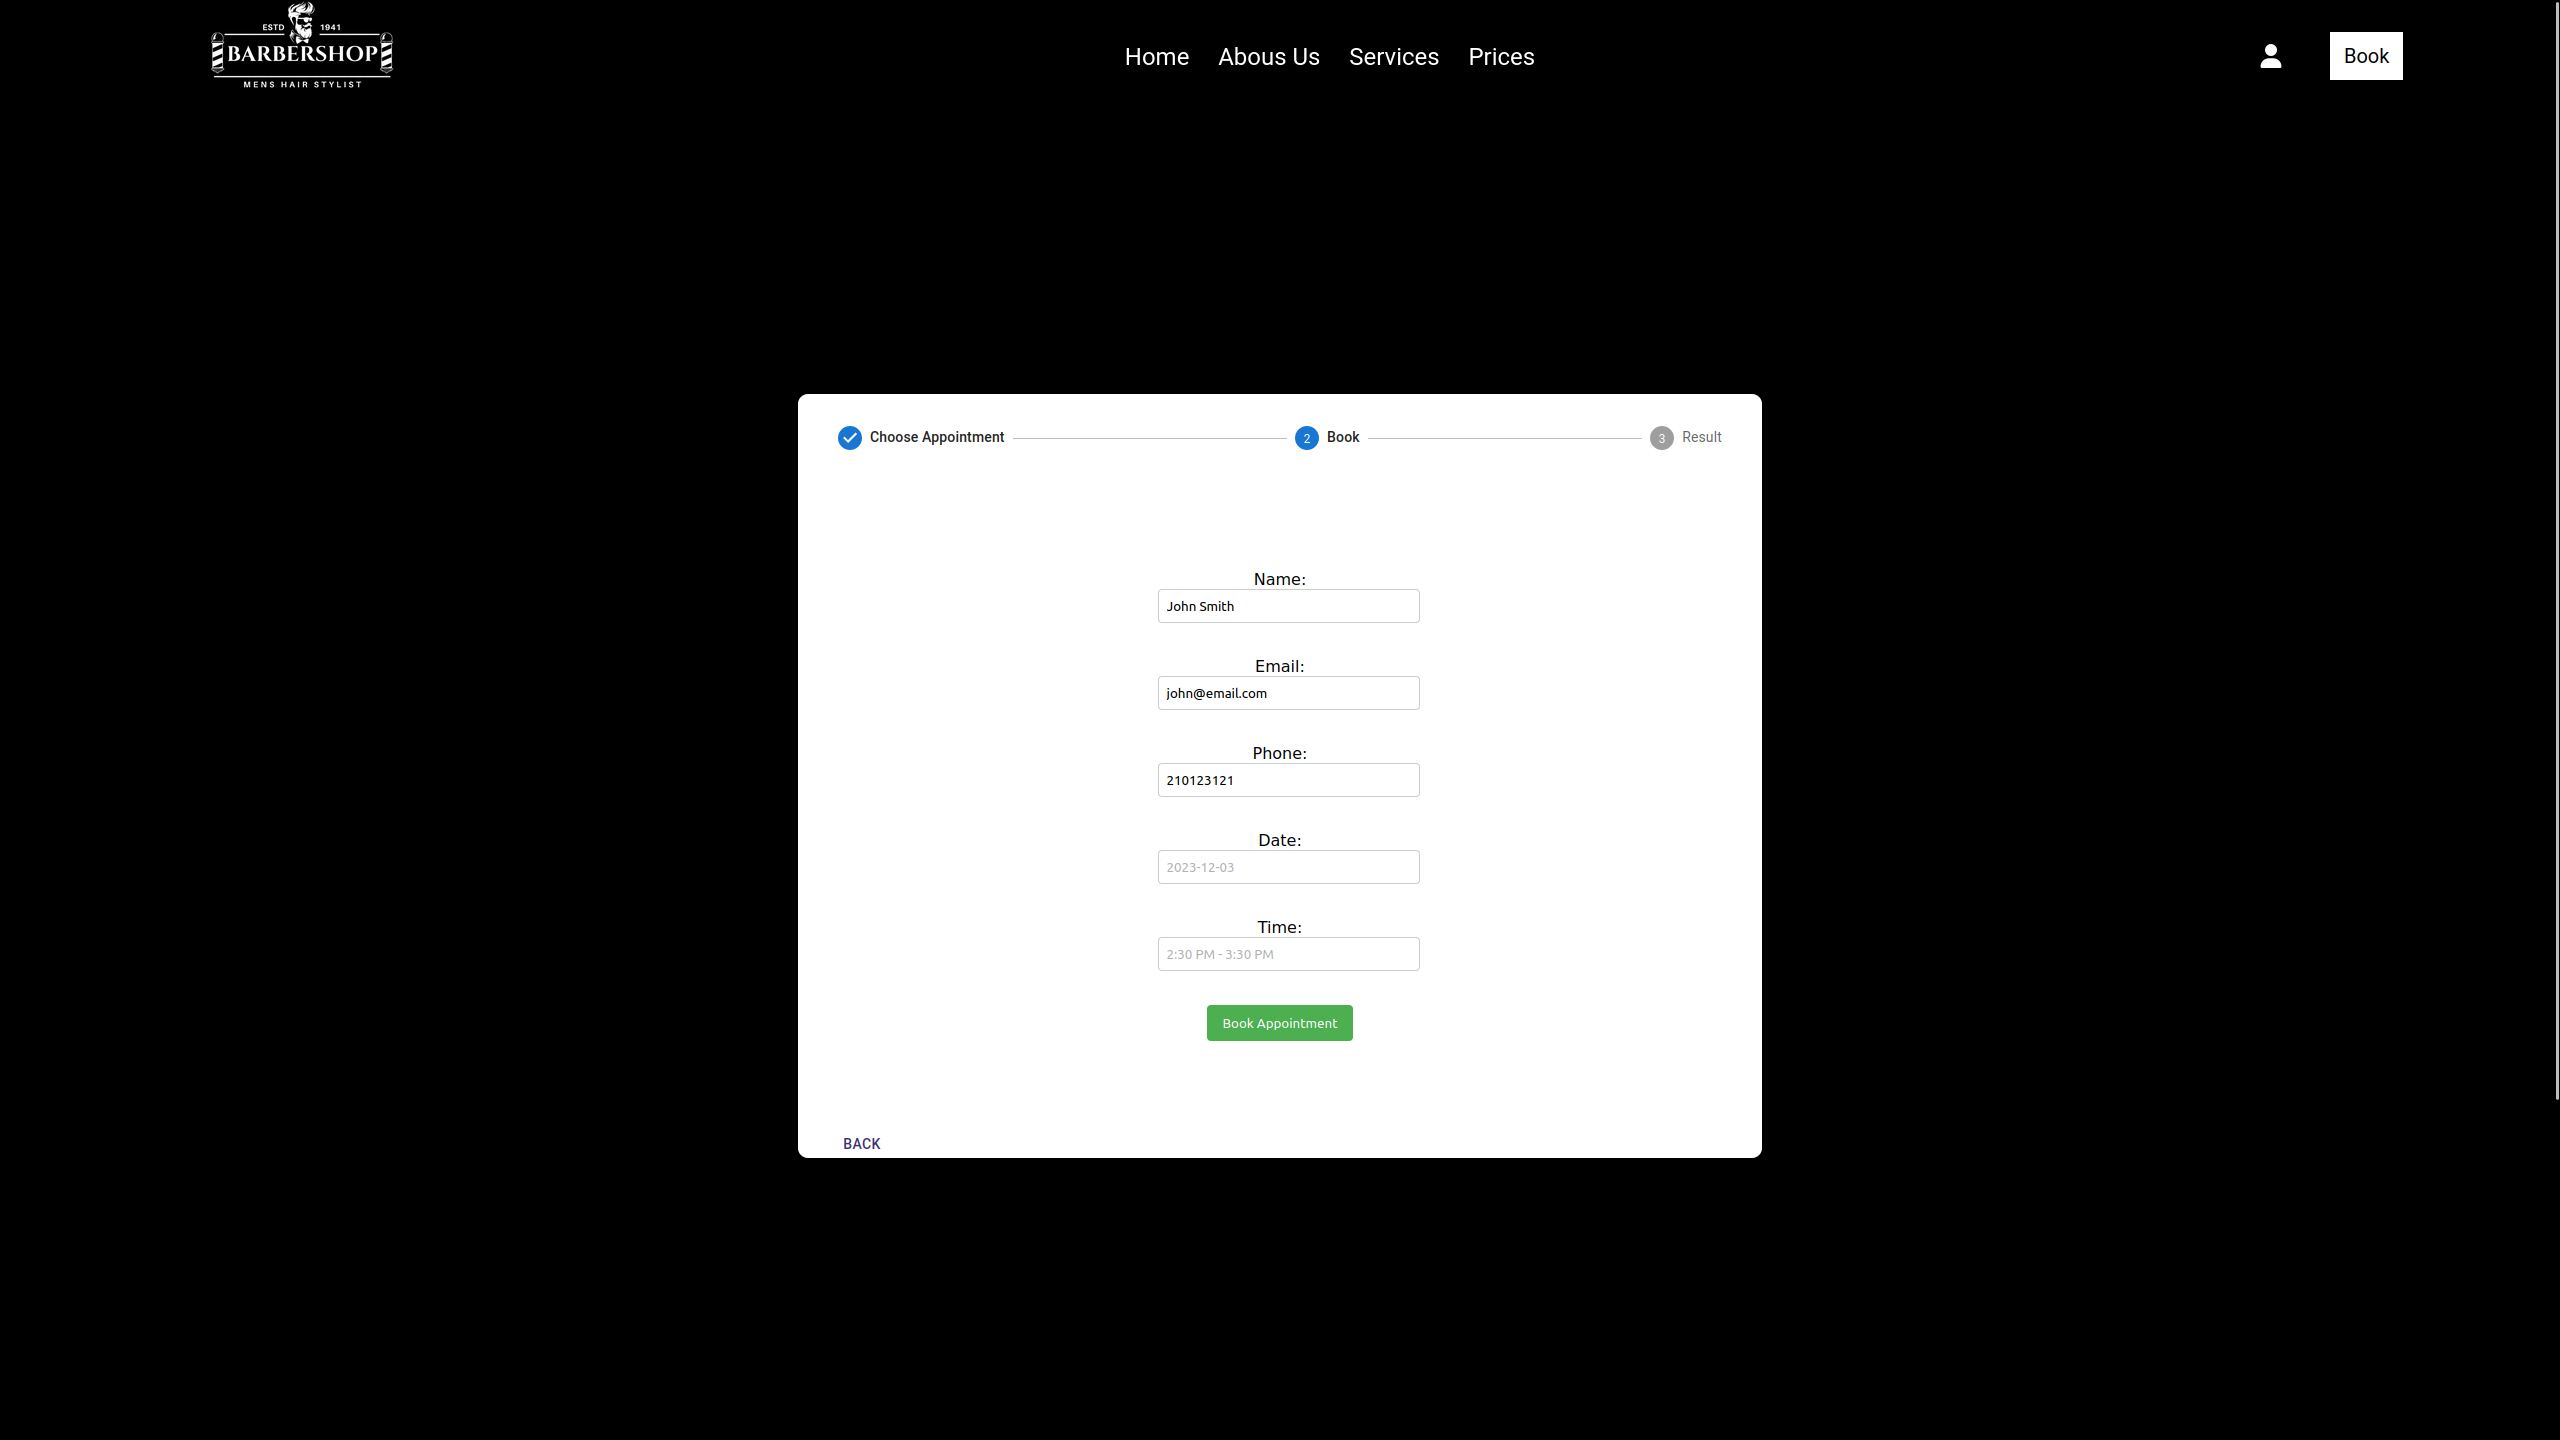 ESTD 1941
BARBERSHOP
MENS HAIR STYLIST
Home Abous Us Services Prices
Book
Choose Appointment
2 Book
3 Result
Name:
John Smith
Email:
john@email.com
Phone:
210123121
Date:
2023-12-03
Time:
2:30 PM - 3:30 PM
Book Appointment
BACK